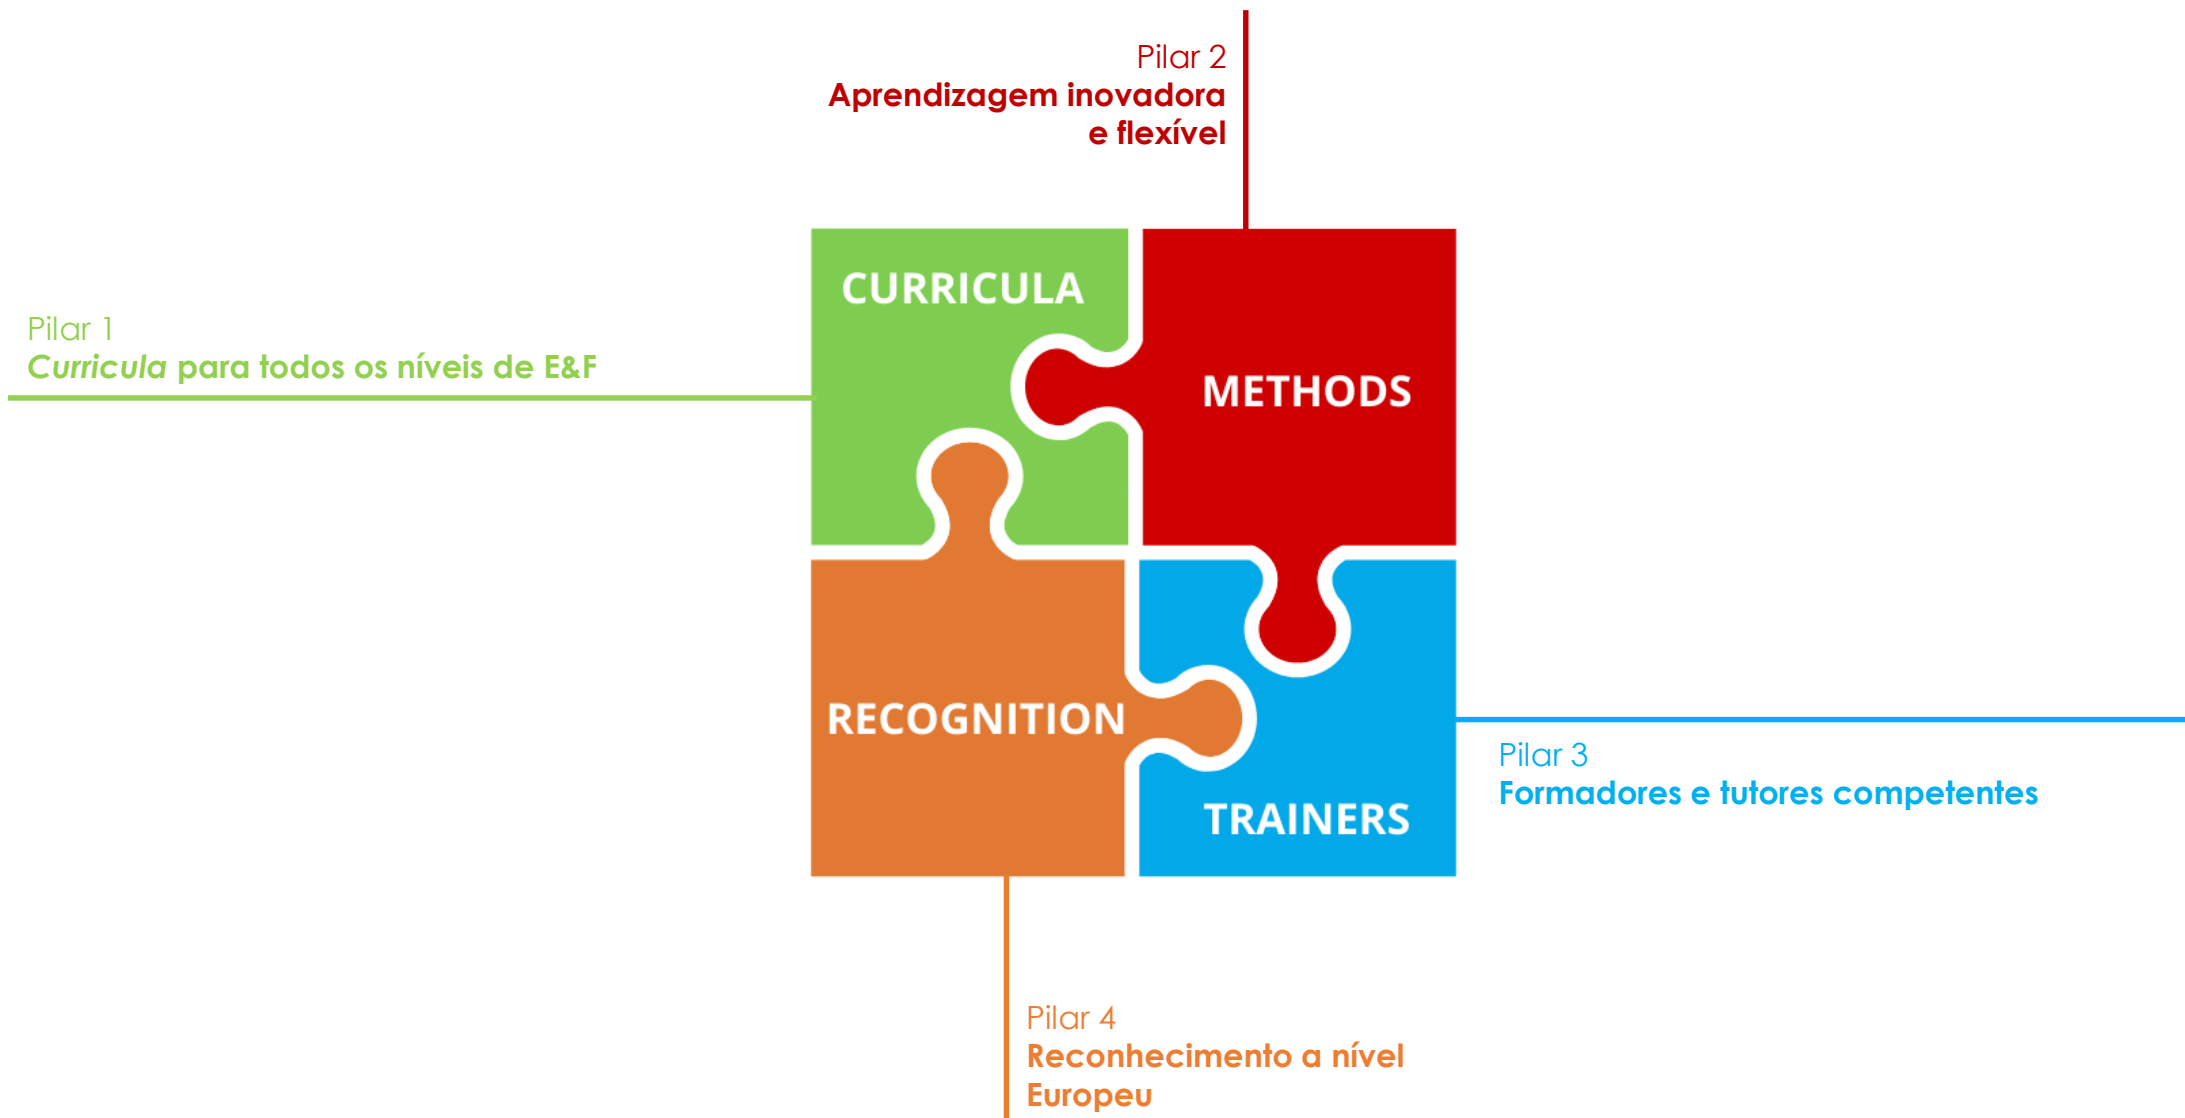 Pilar 2
Aprendizagem inovadora
e flexível
CURRICULA
Pilar 1
Curricula para todos os níveis de E&F
METHODS
RECOGNITION
Pilar 3
Formadores e tutores competentes
TRAINERS
Pilar 4
Reconhecimento a nível
Europeu